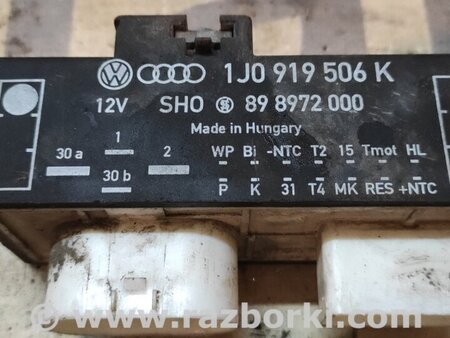 1J0 919 506 K
12V SHO 89 8972 000
Made in Hungary
30 a 1 2 WP Bi -NTC T2 15 Tmot HL
30 b P K 31 T4 MK RES +NTC
www.razborki.com